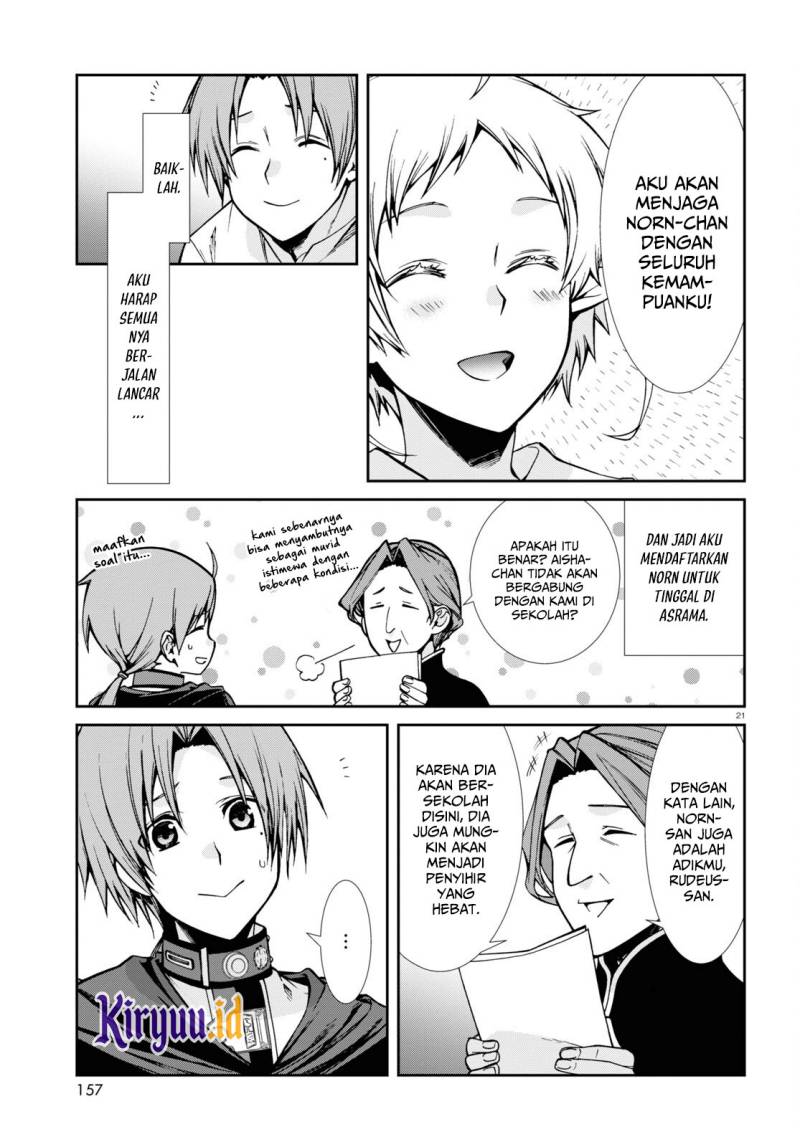 AKU AKAN
MENJAGA
NORN-CHAN
DENGAN
SELURUH
KEMAM-
PUANKU!
BAIK-
LAH.
AKU
HARAP
SEMUA
NYA
BER-
JALAN
LANCAR
...
DAN JADI AKU
MENDAFTARKAN
NORN UNTUK
TINGGAL DI
ASRAMA.
APAKAH ITU
BENAR? AISHA-
CHAN TIDAK AKAN
BERGABUNG
DENGAN KAMI DI
SEKOLAH?
kami sebenarnya
bisa menyambutnya
sebagai murid
istimewa dengan
beberapa kondisi...
maafkan
soal itu...
21
DENGAN
KATA LAIN,
NORN-
SAN JUGA
ADALAH
ADIKMU,
RUDEUS-
SAN.
KARENA DIA
AKAN BER-
SEKOLAH
DISINI, DIA
JUGA MUNG-
KIN AKAN
MENJADI
PENYIHIR
YANG
HEBAT.
...
Kiryuu.id
157